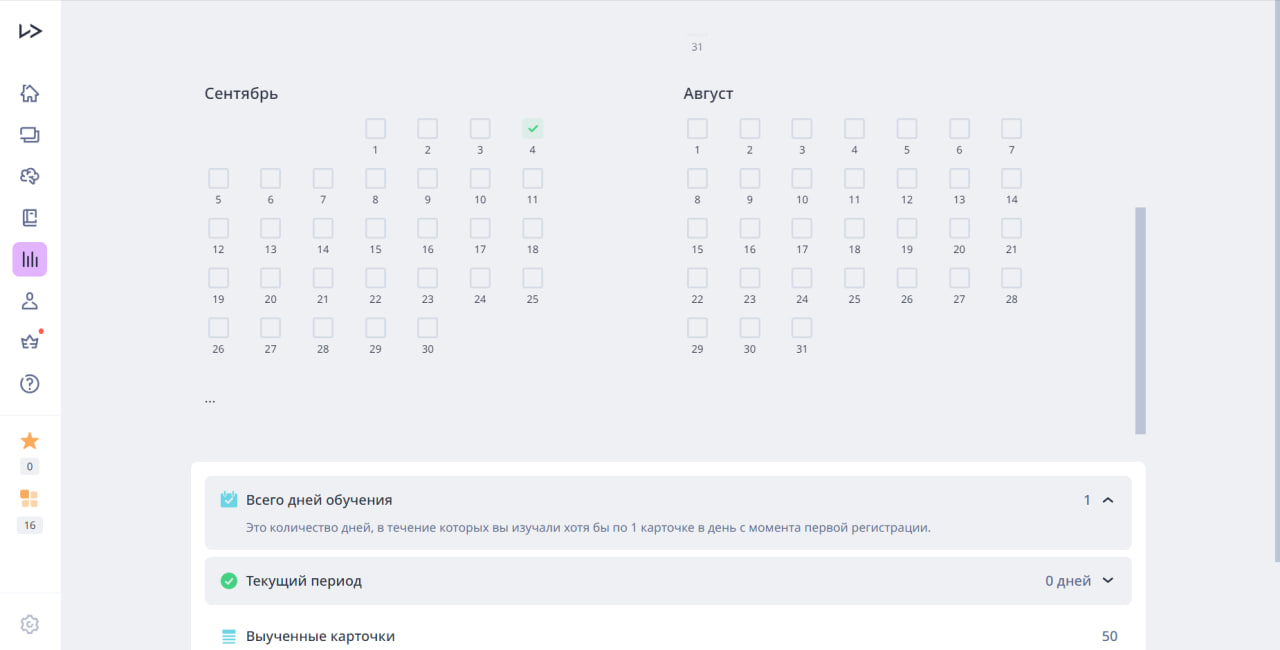 31
Сентябрь
Август
1 2 3 4
1 2 3 4 5 6 7
5 6 7 8 9 10 11
8 9 10 11 12 13 14
12 13 14 15 16 17 18
15 16 17 18 19 20 21
19 20 21 22 23 24 25
22 23 24 25 26 27 28
26 27 28 29 30
29 30 31
...
0
16
Всего дней обучения 1
Это количество дней, в течение которых вы изучали хотя бы по 1 карточке в день с момента первой регистрации.
Текущий период 0 дней
Выученные карточки 50